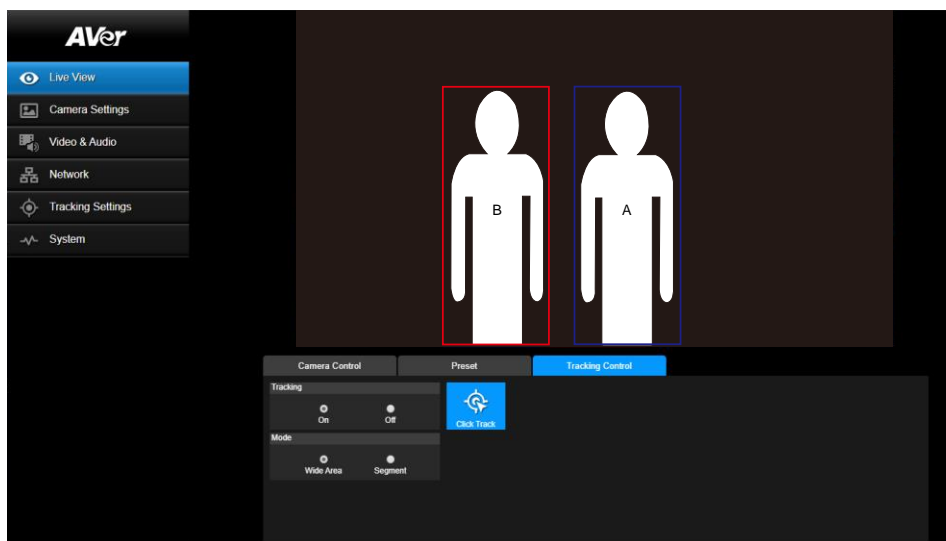 AVer
Live View
Camera Settings
Video & Audio
Network
Tracking Settings
System
B A
Camera Control Preset Tracking Control
Tracking
On Off
Click Track
Mode
Wide Area Segment